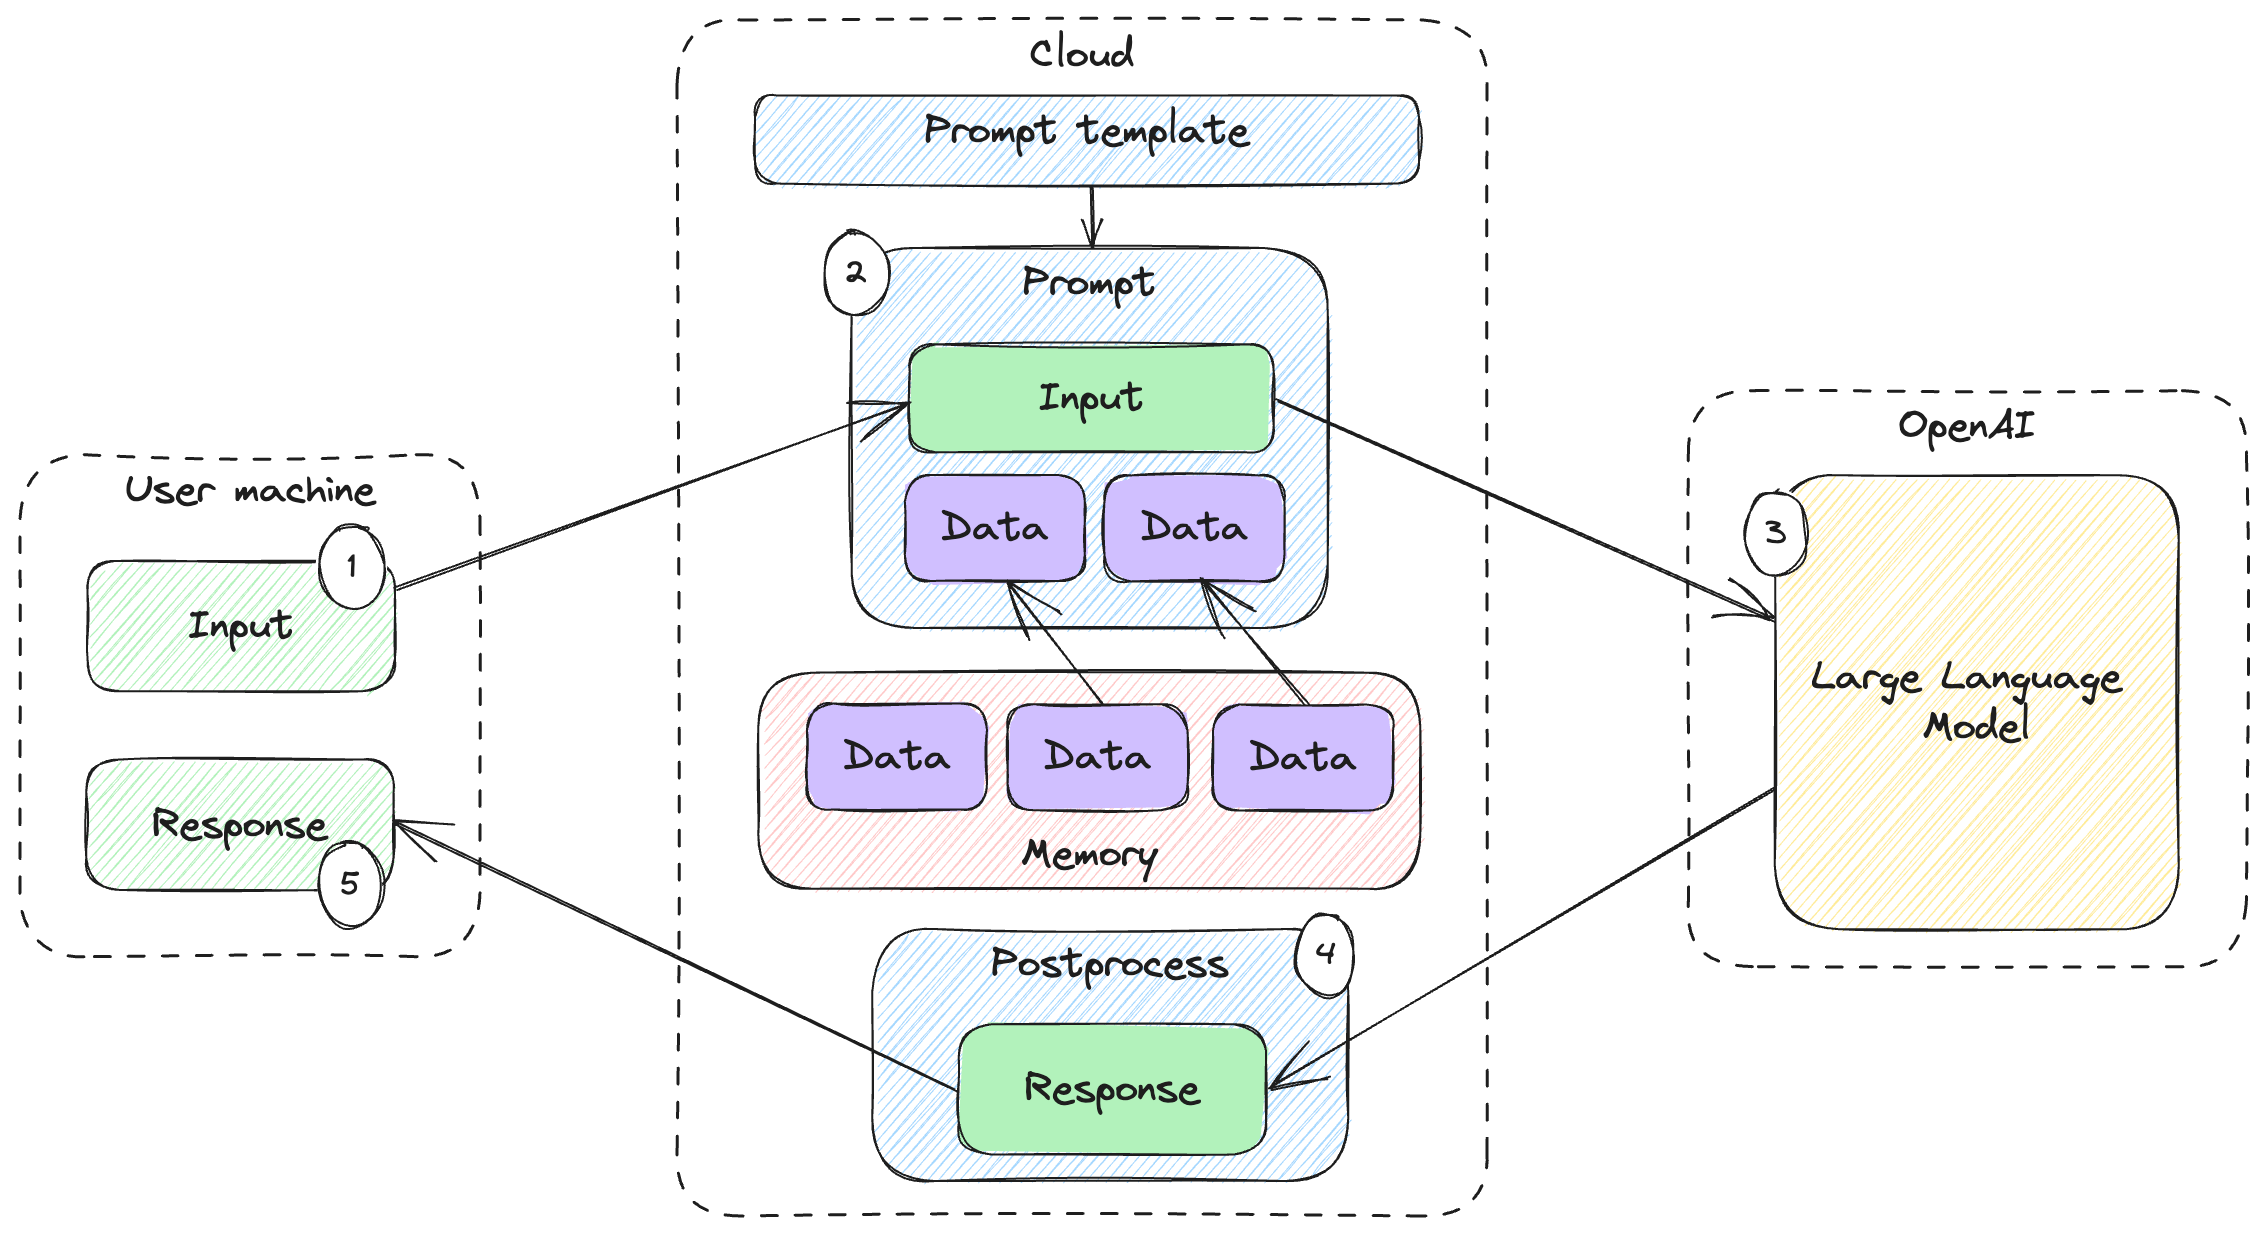 Cloud
Prompt template
2
Prompt
Input
Data Data
User machine
1
Input
Response
5
Data Data Data
Memory
Postprocess
4
Response
OpenAI
3
Large Language
Model